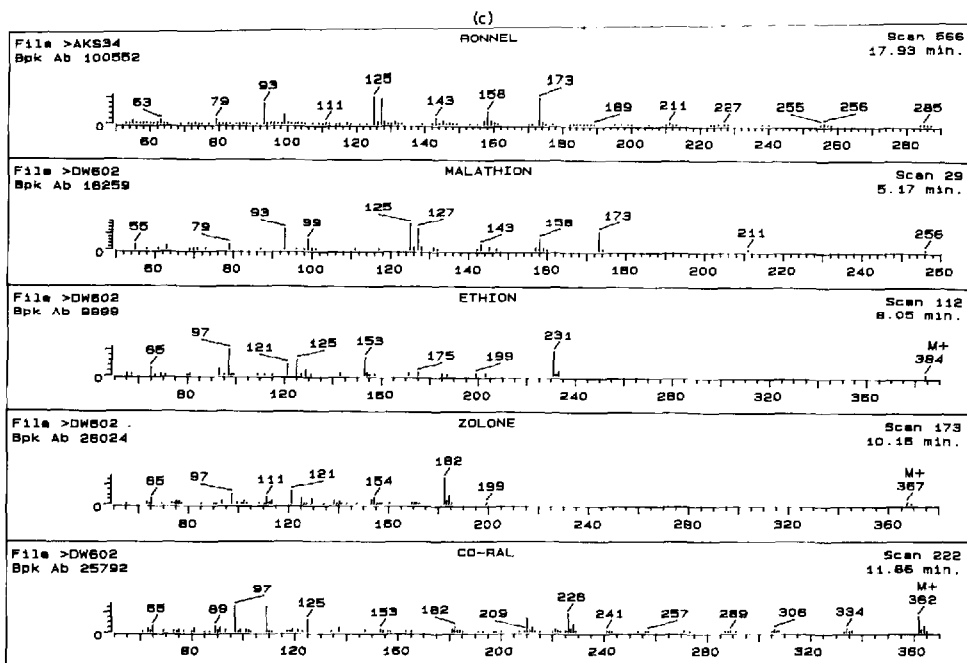 (c)
File >AKS34 RONNEL Scan 566
Bpk Ab 100552 17.93 min.
63 79 93 111 125 143 158 173 189 211 227 255 256 285
0
60 80 100 120 140 160 180 200 220 240 260 280
File >DW602 MALATHION Scan 29
Bpk Ab 16259 5.17 min.
55 79 93 99 125 127 143 158 173 211 256
0
60 80 100 120 140 160 180 200 220 240 260
File >DW602 ETHION Scan 112
Bpk Ab 9999 8.05 min.
65 97 121 125 153 175 199 231 M+
384
0
80 120 160 200 240 280 320 360
File >DW602 ZOLONE Scan 173
Bpk Ab 26024 10.15 min.
65 97 111 121 154 182 199 M+
367
0
80 120 160 200 240 280 320 360
File >DW602 CO-RAL Scan 222
Bpk Ab 25792 11.66 min.
65 89 97 125 153 182 209 226 241 257 289 306 334 M+
362
0
80 120 160 200 240 280 320 360